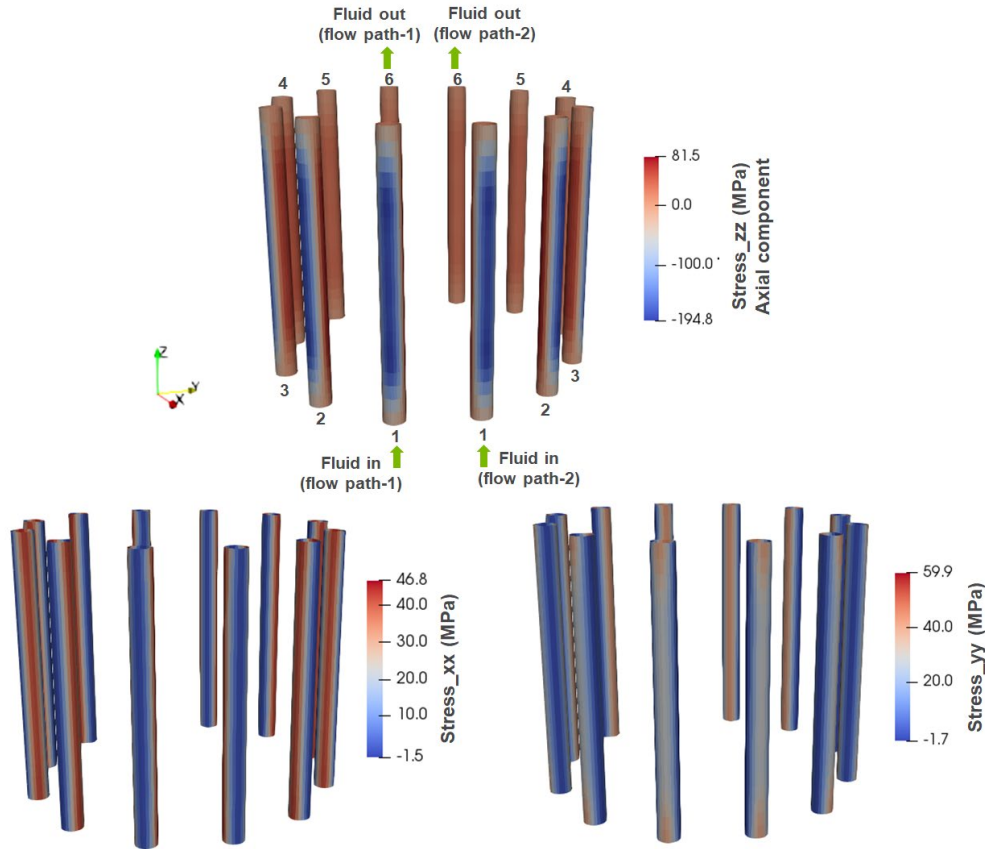 Fluid out
(flow path-1)
Fluid out
(flow path-2)
4
5
6
6
5
4
81.5
0.0
-100.0
-194.8
Stress_zz (MPa)
Axial component
Z
Y
X
3
2
1
1
2
3
Fluid in
(flow path-1)
Fluid in
(flow path-2)
46.8
40.0
30.0
20.0
10.0
-1.5
Stress_xx (MPa)
59.9
40.0
20.0
-1.7
Stress_yy (MPa)